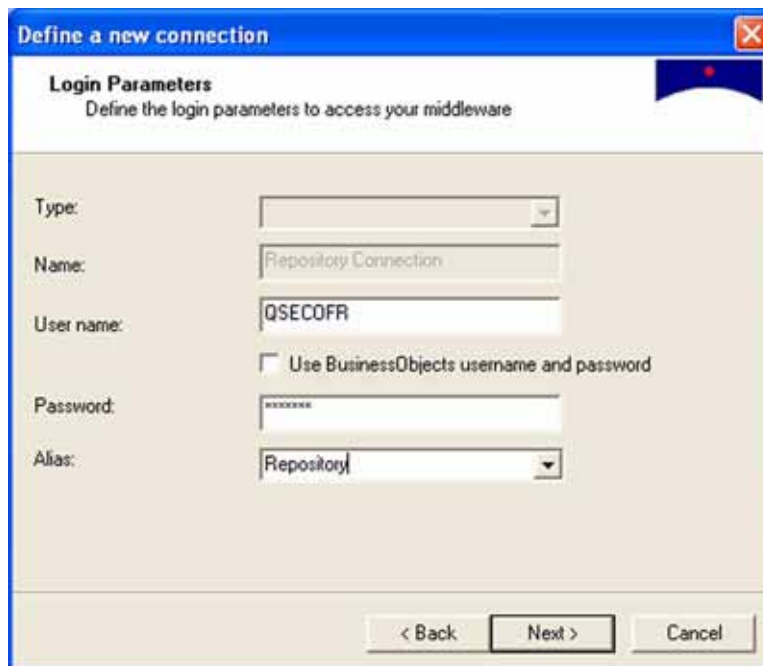 Define a new connection
Login Parameters
Define the login parameters to access your middleware
Type:
Name:
Repository Connection
User name:
QSECOFR
Use BusinessObjects username and password
Password:
*******
Alias:
Repository
< Back
Next >
Cancel